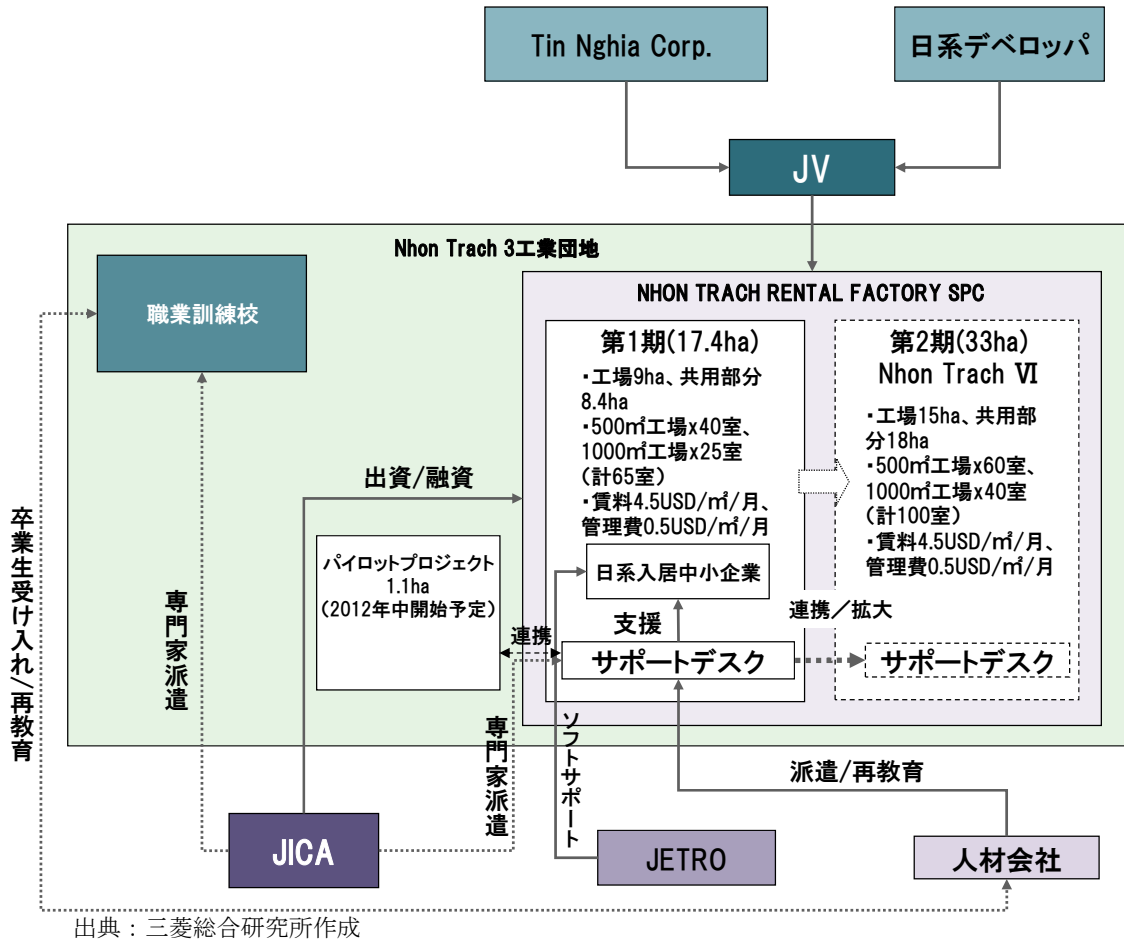 Tin Nghia Corp.
日系デベロッパ
JV
Nhon Trach 3工業団地
職業訓練校
NHON TRACH RENTAL FACTORY SPC
第1期(17.4ha)
・工場9ha、共用部分
8.4ha
・500㎡工場x40室、
1000㎡工場x25室
(計65室)
・賃料4.5USD/㎡/月、
管理費0.5USD/㎡/月
第2期(33ha)
Nhon Trach Ⅵ
・工場15ha、共用部
分18ha
・500㎡工場x60室、
1000㎡工場x40室
(計100室)
・賃料4.5USD/㎡/月、
管理費0.5USD/㎡/月
出資/融資
パイロットプロジェクト
1.1ha
(2012年中開始予定)
日系入居中小企業
支援
連携
サポートデスク
連携/拡大
サポートデスク
卒業生受け入れ/再教育
専門家派遣
専門家派遣
ソフトサポート
派遣/再教育
JICA
JETRO
人材会社
出典：三菱総合研究所作成